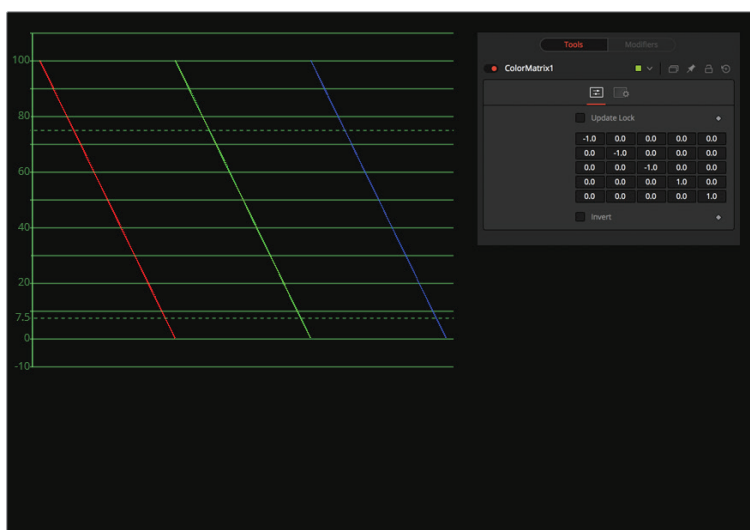 Tools Modifiers
ColorMatrix1
Update Lock
-1.0 0.0 0.0 0.0 0.0
0.0 -1.0 0.0 0.0 0.0
0.0 0.0 -1.0 0.0 0.0
0.0 0.0 0.0 1.0 0.0
0.0 0.0 0.0 0.0 1.0
Invert
100
80
60
40
20
7.5
0
-10